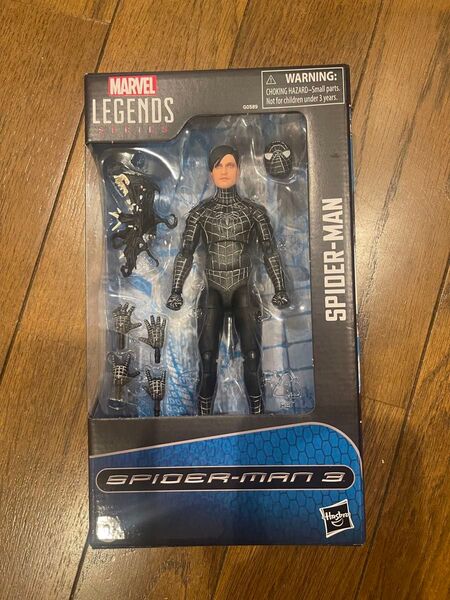 MARVEL
LEGENDS
SERIES
G0589
WARNING:
CHOKING HAZARD–Small parts.
Not for children under 3 years.
SPIDER-MAN
SPIDER-MAN 3
Hasbro